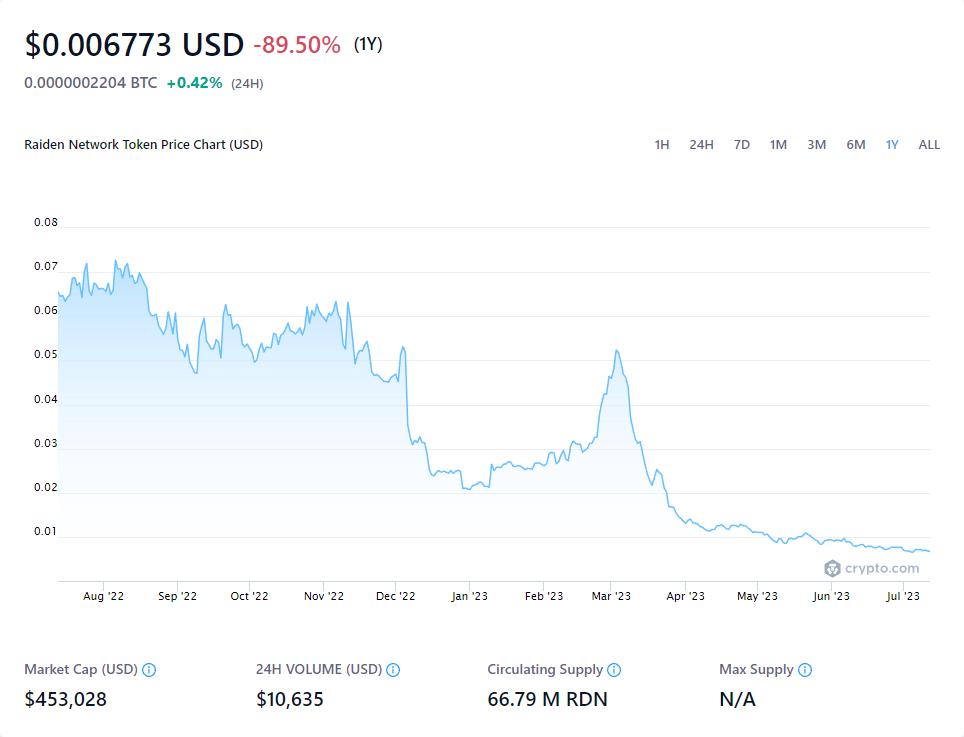 $0.006773 USD -89.50% (1Y)
0.0000002204 BTC +0.42% (24H)
Raiden Network Token Price Chart (USD) 1H 24H 7D 1M 3M 6M 1Y ALL
0.08
0.07
0.06
0.05
0.04
0.03
0.02
0.01
crypto.com
Aug '22 Sep '22 Oct '22 Nov '22 Dec '22 Jan '23 Feb '23 Mar '23 Apr '23 May '23 Jun '23 Jul '23
Market Cap (USD) 24H VOLUME (USD) Circulating Supply Max Supply
$453,028 $10,635 66.79 M RDN N/A